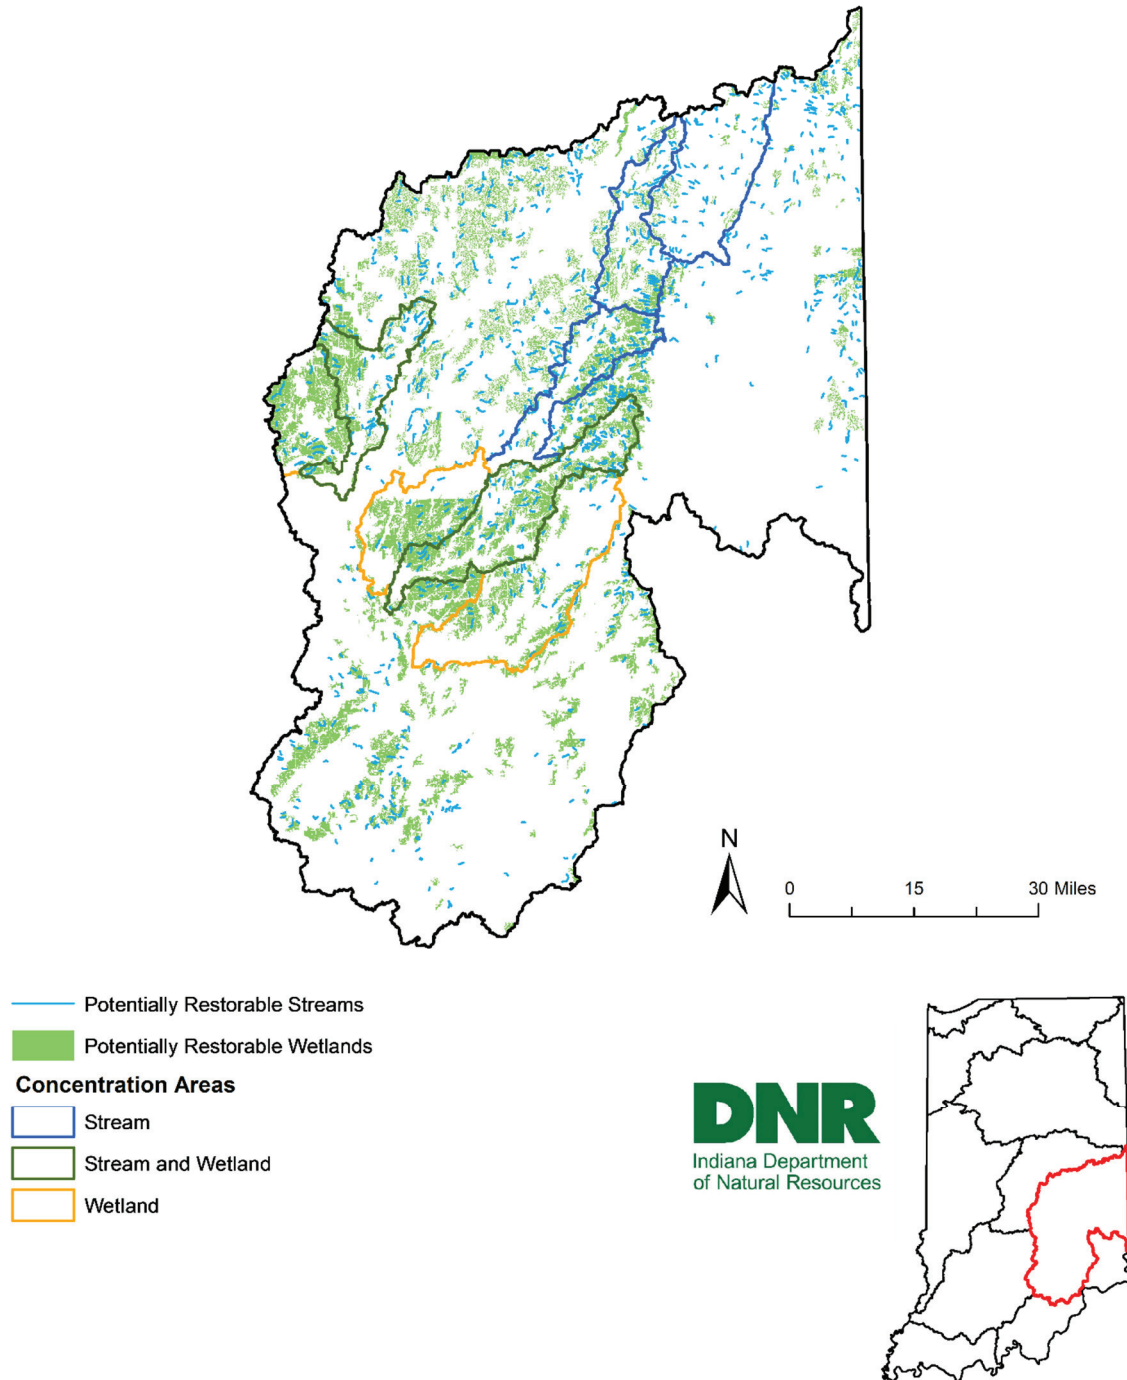 N
0 15 30 Miles
Potentially Restorable Streams
Potentially Restorable Wetlands
Concentration Areas
Stream
Stream and Wetland
Wetland
DNR
Indiana Department
of Natural Resources